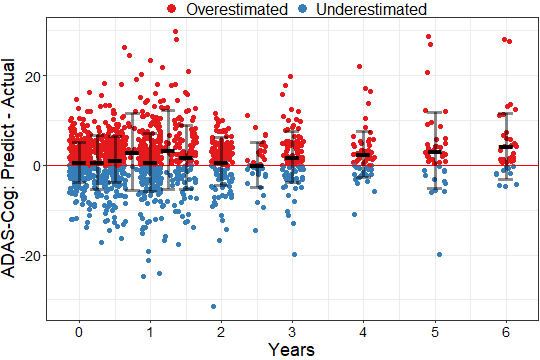 Overestimated Underestimated
ADAS-Cog: Predict - Actual
20
0
-20
0 1 2 3 4 5 6
Years